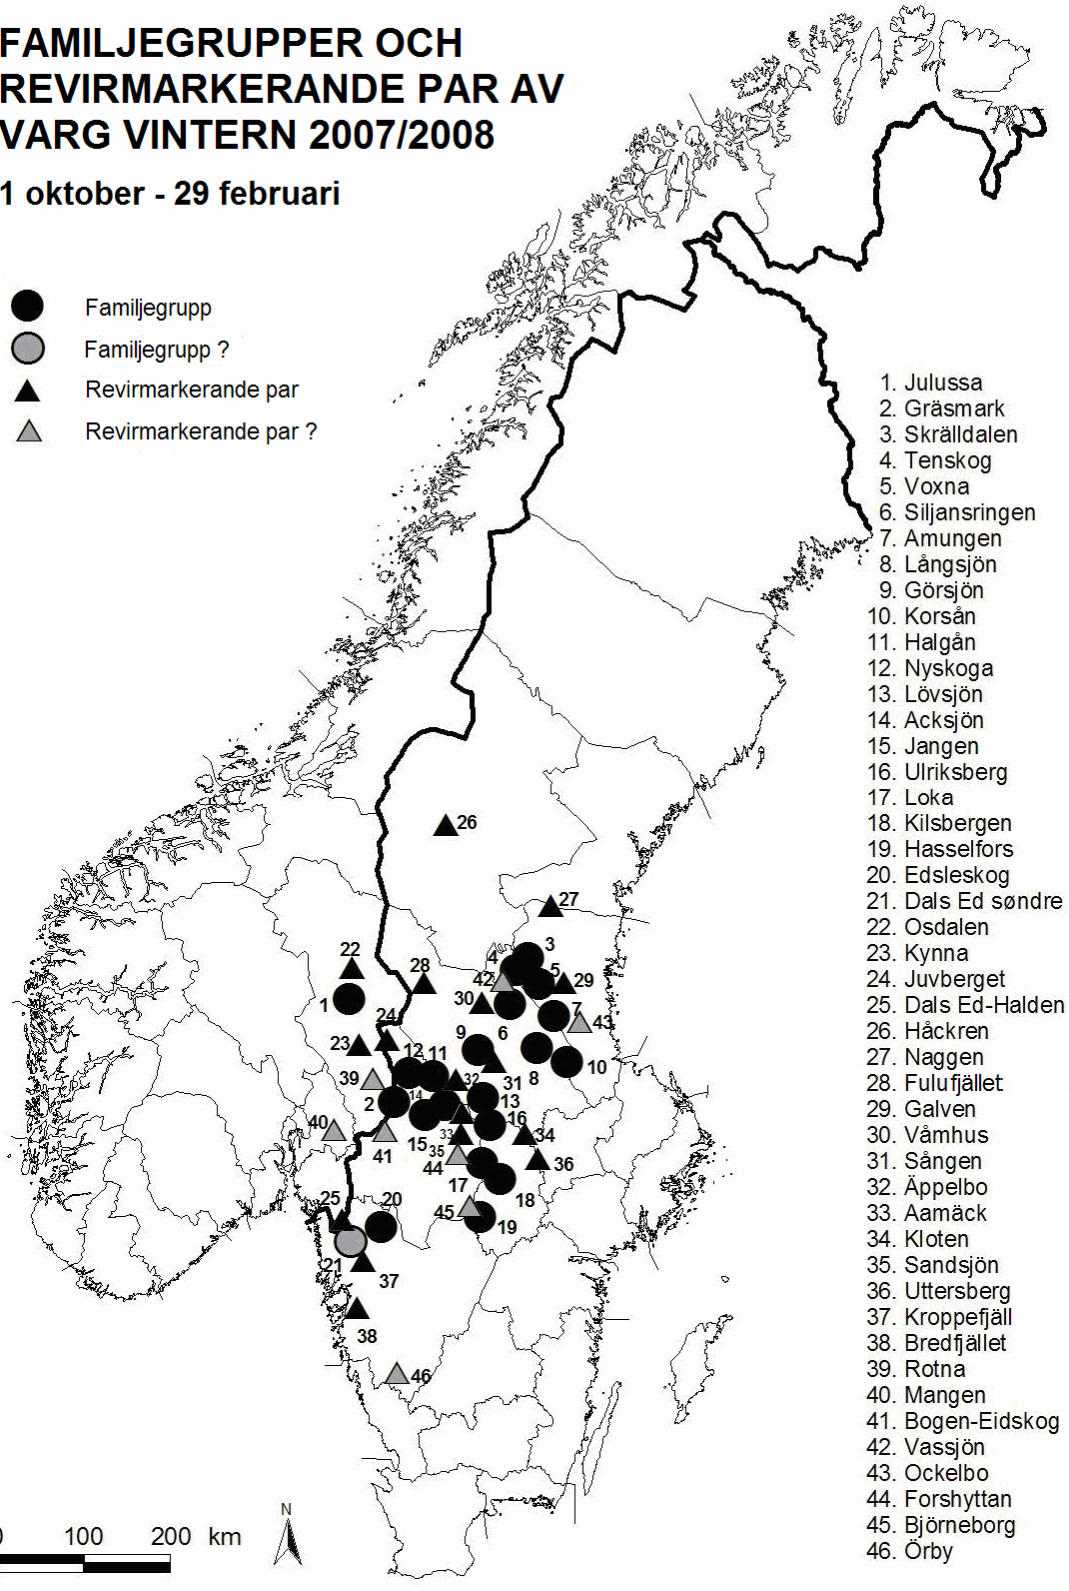 FAMILJEGRUPPER OCH
REVIRMARKERANDE PAR AV
VARG VINTERN 2007/2008
1 oktober - 29 februari
Familjegrupp
Familjegrupp ?
Revirmarkerande par
Revirmarkerande par ?
1. Julussa
2. Gräsmark
3. Skrälldalen
4. Tenskog
5. Voxna
6. Siljansringen
7. Amungen
8. Långsjön
9. Görsjön
10. Korsån
11. Halgån
12. Nyskoga
13. Lövsjön
14. Acksjön
15. Jangen
16. Ulriksberg
17. Loka
18. Kilsbergen
19. Hasselfors
20. Edsleskog
21. Dals Ed søndre
22. Osdalen
23. Kynna
24. Juvberget
25. Dals Ed-Halden
26. Håckren
27. Naggen
28. Fulufjället
29. Galven
30. Våmhus
31. Sången
32. Äppelbo
33. Aamäck
34. Kloten
35. Sandsjön
36. Uttersberg
37. Kroppefjäll
38. Bredfjället
39. Rotna
40. Mangen
41. Bogen-Eidskog
42. Vassjön
43. Ockelbo
44. Forshyttan
45. Björneborg
46. Örby
26
27
3
4
22
28
42
5
29
1
30
7
43
24
6
23
9
12
11
8
10
39
32
31
2
14
13
40
16
15
33
34
41
35
44
36
17
18
25
20
45
19
21
37
38
46
0 100 200 km
N